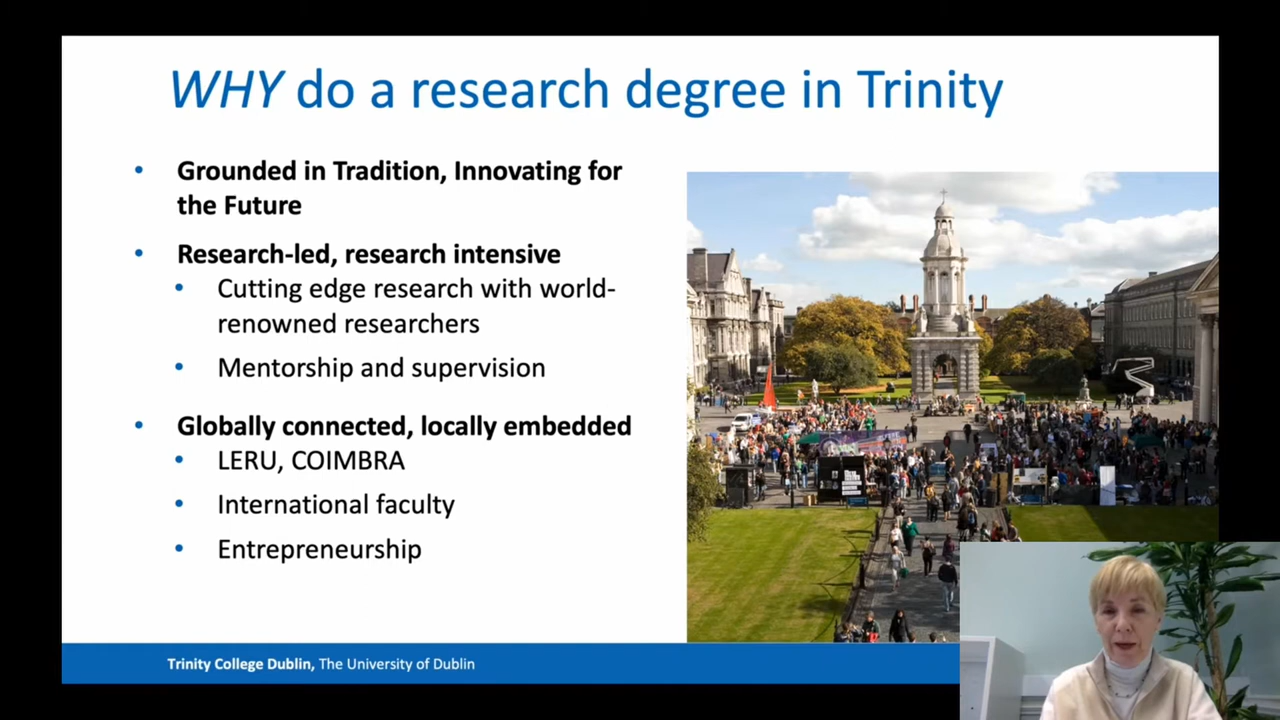 WHY do a research degree in Trinity
• Grounded in Tradition, Innovating for
the Future
• Research-led, research intensive
• Cutting edge research with world-
renowned researchers
• Mentorship and supervision
• Globally connected, locally embedded
• LERU, COIMBRA
• International faculty
• Entrepreneurship
Trinity College Dublin, The University of Dublin